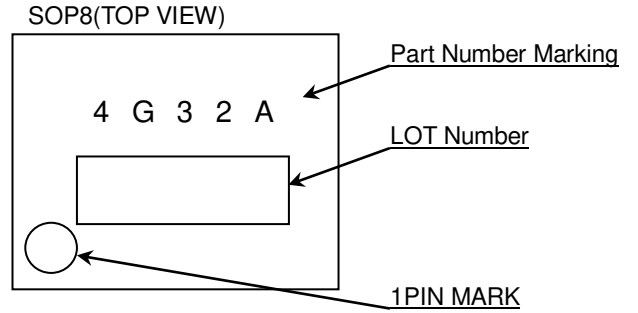 SOP8(TOP VIEW)
Part Number Marking
4 G 3 2 A
LOT Number
1PIN MARK